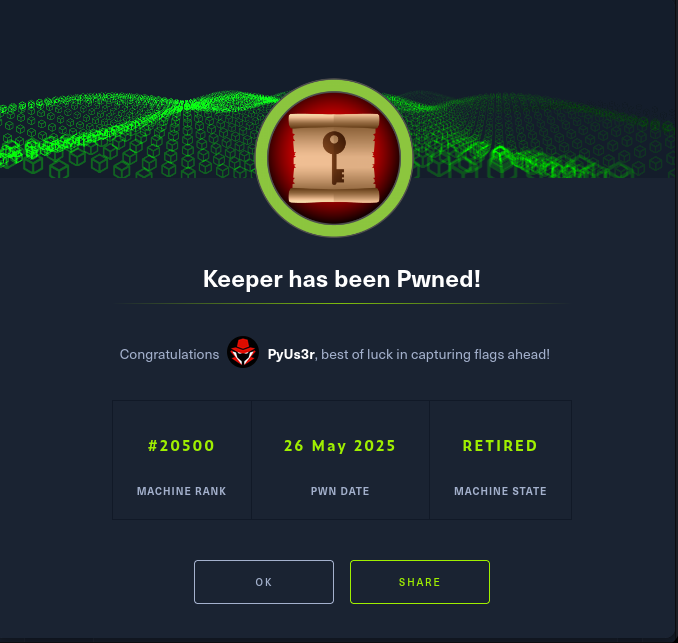 Keeper has been Pwned!
Congratulations PyUs3r, best of luck in capturing flags ahead!
#20500 26 May 2025 RETIRED
MACHINE RANK PWN DATE MACHINE STATE
OK SHARE